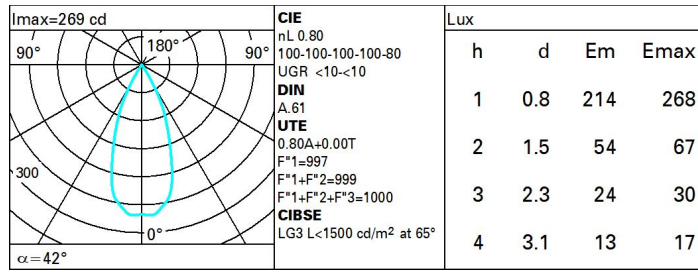 Imax=269 cd
90° 180° 90°
300
0°
α=42°
CIE
nL 0.80
100-100-100-100-80
UGR <10-<10
DIN
A.61
UTE
0.80A+0.00T
F"1=997
F"1+F"2=999
F"1+F"2+F"3=1000
CIBSE
LG3 L<1500 cd/m² at 65°
Lux
h d Em Emax
1 0.8 214 268
2 1.5 54 67
3 2.3 24 30
4 3.1 13 17